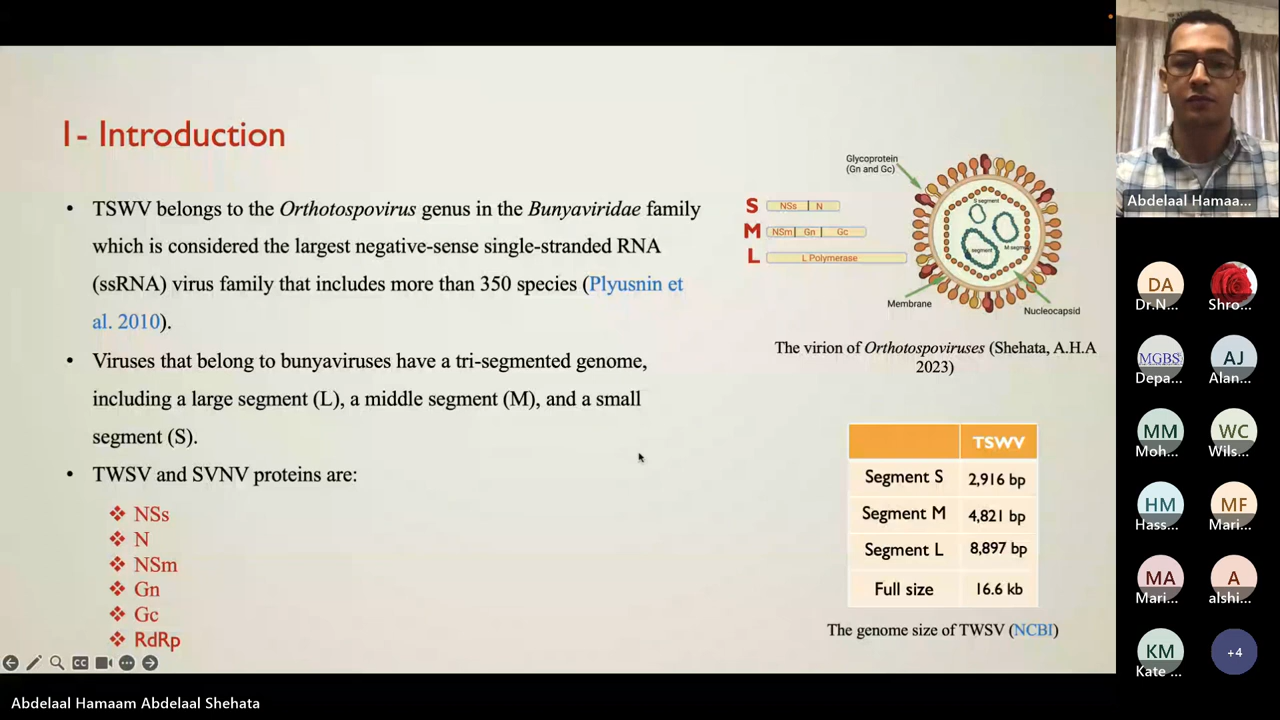 1- Introduction
• TSWV belongs to the Orthotospovirus genus in the Bunyaviridae family
which is considered the largest negative-sense single-stranded RNA
(ssRNA) virus family that includes more than 350 species (Plyusnin et
al. 2010).
• Viruses that belong to bunyaviruses have a tri-segmented genome,
including a large segment (L), a middle segment (M), and a small
segment (S).
• TWSV and SVNV proteins are:
❖ NSs
❖ N
❖ NSm
❖ Gn
❖ Gc
❖ RdRp
S NSs N
M NSm Gn Gc
L L Polymerase
Glycoprotein
(Gn and Gc)
S segment
M segment
segment
Membrane
Nucleocapsid
The virion of Orthotospoviruses (Shehata, A.H.A
2023)
TSWV
Segment S 2,916 bp
Segment M 4,821 bp
Segment L 8,897 bp
Full size 16.6 kb
The genome size of TWSV (NCBI)
CC
Abdelaal Hamaam Abdelaal Shehata
Abdelaal Hamaa...
DA
Dr.N...
Shro...
MGBS
Depa...
AJ
Alan...
MM
Moh...
WC
Wils...
HM
Hass...
MF
Mari...
MA
Mari...
A
alshi...
KM
Kate ...
+4